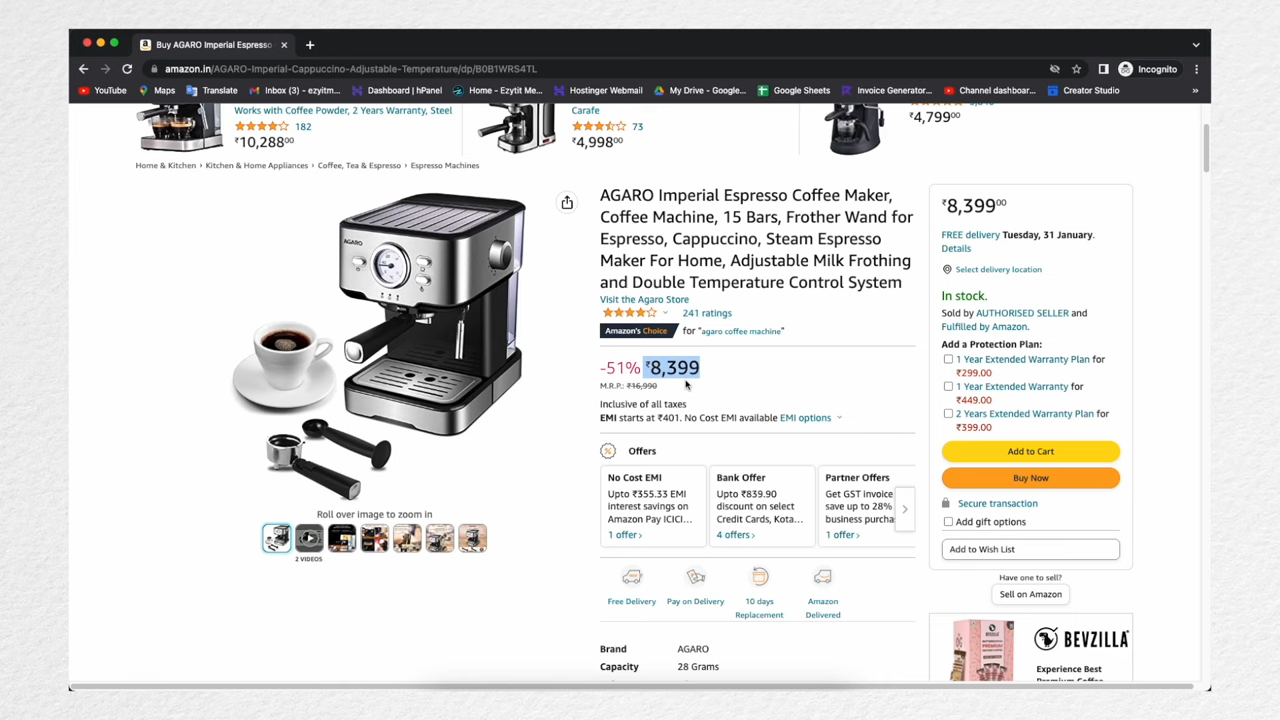 Buy AGARO Imperial Espresso
amazon.in/AGARO-Imperial-Cappuccino-Adjustable-Temperature/dp/B0B1WRS4TL
Incognito
YouTube
Maps
Translate
Inbox (3) - ezyitm...
Dashboard | hPanel
Home - Ezytit Me...
Hostinger Webmail
My Drive - Google...
Google Sheets
Invoice Generator...
Channel dashboar...
Creator Studio
»
Works with Coffee Powder, 2 Years Warranty, Steel
182
₹10,288⁰⁰
Carafe
73
₹4,998⁰⁰
₹4,799⁰⁰
Home & Kitchen › Kitchen & Home Appliances › Coffee, Tea & Espresso › Espresso Machines
AGARO
Roll over image to zoom in
2 VIDEOS
AGARO Imperial Espresso Coffee Maker,
Coffee Machine, 15 Bars, Frother Wand for
Espresso, Cappuccino, Steam Espresso
Maker For Home, Adjustable Milk Frothing
and Double Temperature Control System
Visit the Agaro Store
241 ratings
Amazon's Choice for "agaro coffee machine"
-51% ₹8,399
M.R.P.: ₹16,990
Inclusive of all taxes
EMI starts at ₹401. No Cost EMI available EMI options
Offers
No Cost EMI
Upto ₹355.33 EMI
interest savings on
Amazon Pay ICICI...
1 offer›
Bank Offer
Upto ₹839.90
discount on select
Credit Cards, Kota...
4 offers›
Partner Offers
Get GST invoice
save up to 28%
business purcha
1 offer›
Free Delivery
Pay on Delivery
10 days
Replacement
Amazon
Delivered
Brand AGARO
Capacity 28 Grams
₹8,399⁰⁰
FREE delivery Tuesday, 31 January.
Details
Select delivery location
In stock.
Sold by AUTHORISED SELLER and
Fulfilled by Amazon.
Add a Protection Plan:
1 Year Extended Warranty Plan for
₹299.00
1 Year Extended Warranty for
₹449.00
2 Years Extended Warranty Plan for
₹399.00
Add to Cart
Buy Now
Secure transaction
Add gift options
Add to Wish List
Have one to sell?
Sell on Amazon
BEVZILLA
Experience Best
Premium Coffee